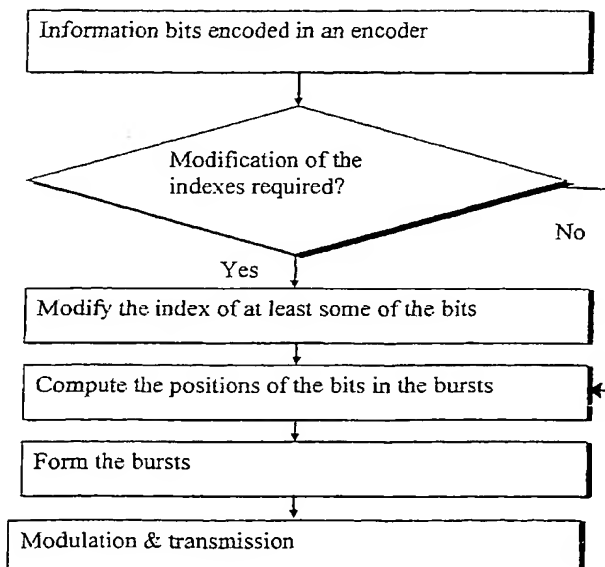 Information bits encoded in an encoder
Modification of the
indexes required?
No
Yes
Modify the index of at least some of the bits
Compute the positions of the bits in the bursts
Form the bursts
Modulation & transmission